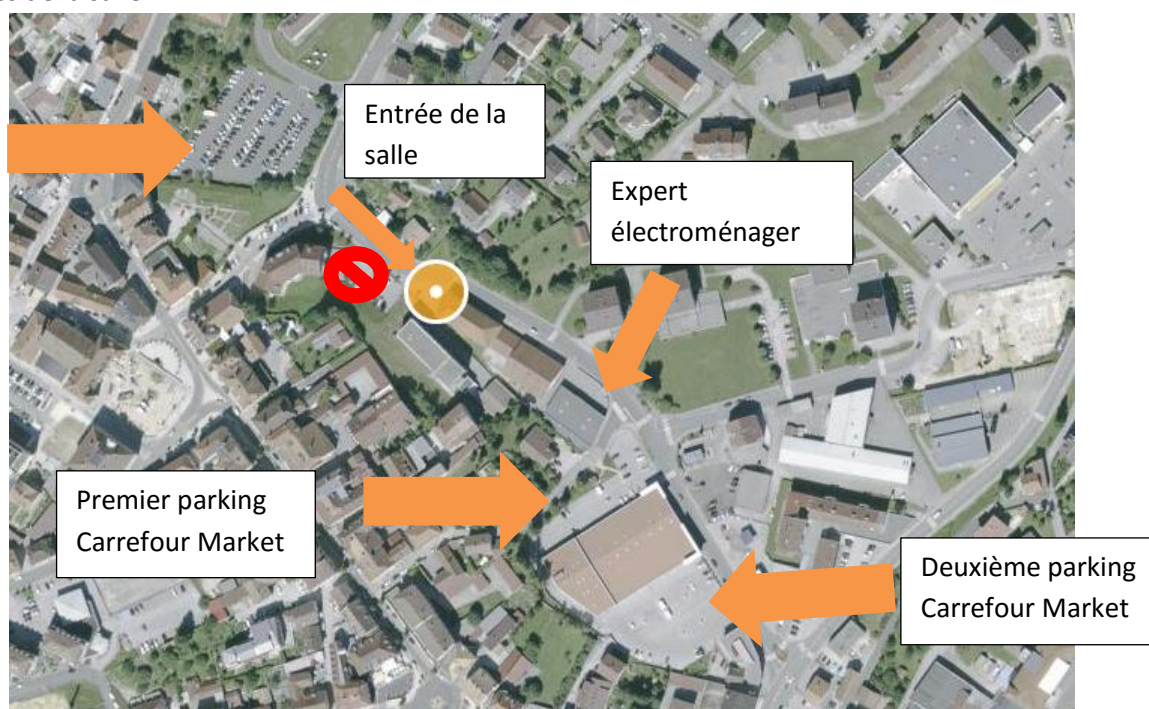 Entrée de la
salle
Expert
électroménager
Premier parking
Carrefour Market
Deuxième parking
Carrefour Market